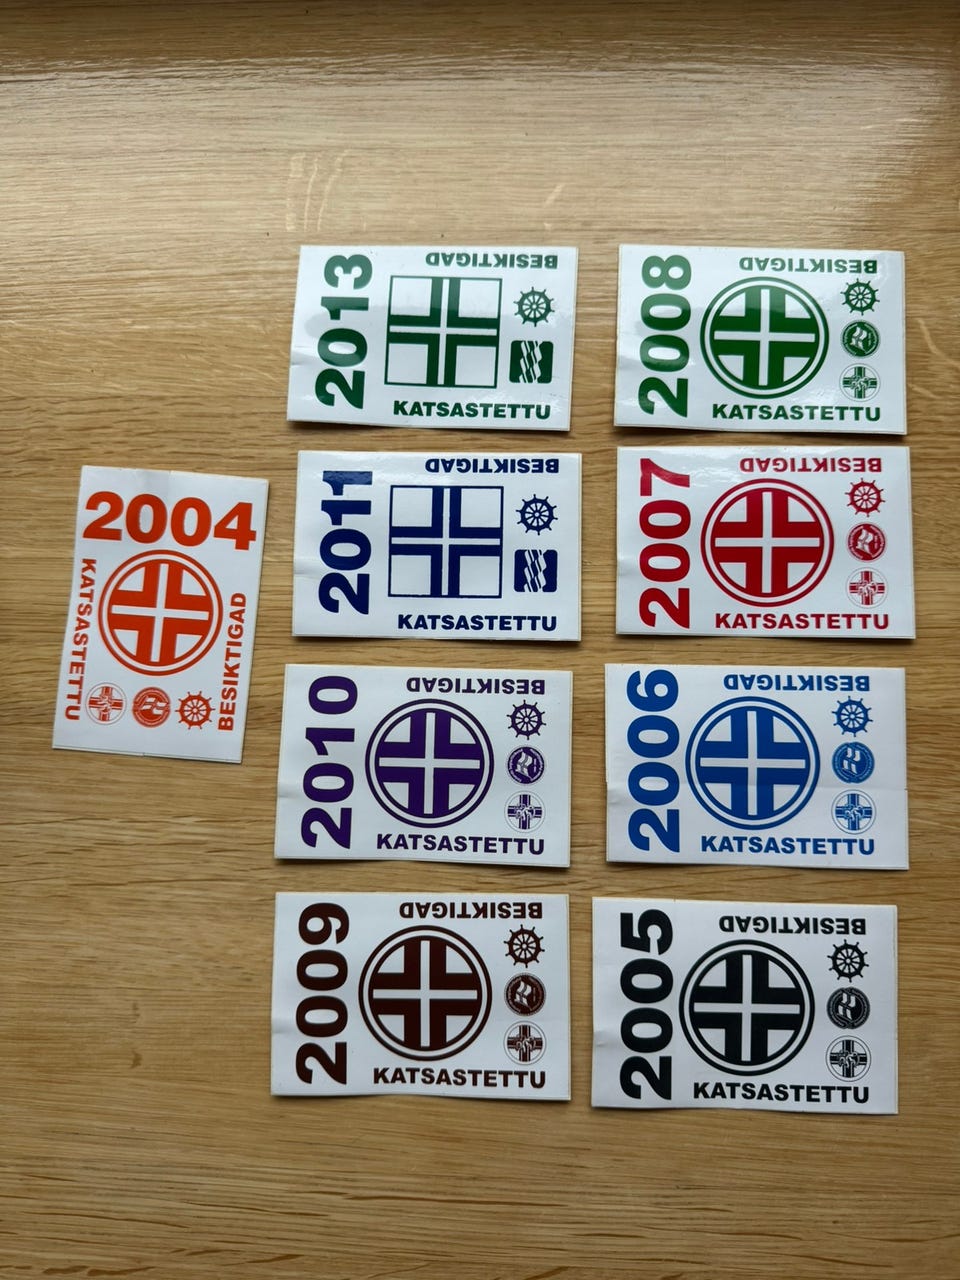 2004
KATSASTETTU
BESIKTIGAD
2013
BESIKTIGAD
KATSASTETTU
2008
BESIKTIGAD
KATSASTETTU
2011
BESIKTIGAD
KATSASTETTU
2007
BESIKTIGAD
KATSASTETTU
2010
BESIKTIGAD
KATSASTETTU
2006
BESIKTIGAD
KATSASTETTU
2009
BESIKTIGAD
KATSASTETTU
2005
BESIKTIGAD
KATSASTETTU